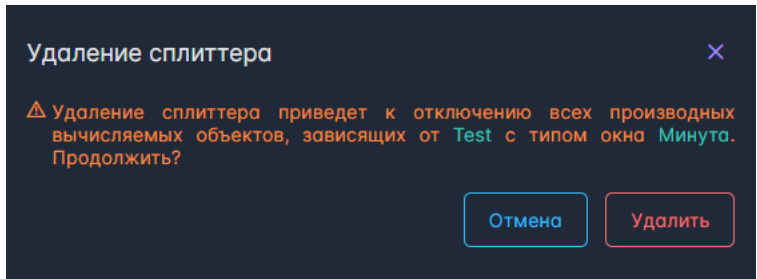 Удаление сплиттера
Удаление сплиттера приведет к отключению всех производных
вычисляемых объектов, зависящих от Test с типом окна Минута.
Продолжить?
Отмена
Удалить